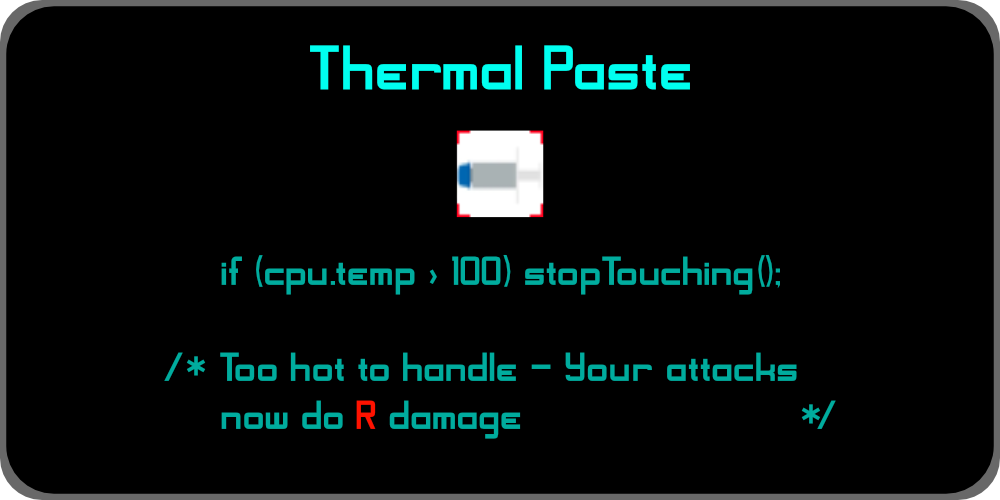 Thermal Paste
if (cpu.temp > 100) stopTouching();
/* Too hot to handle - Your attacks
now do R damage */